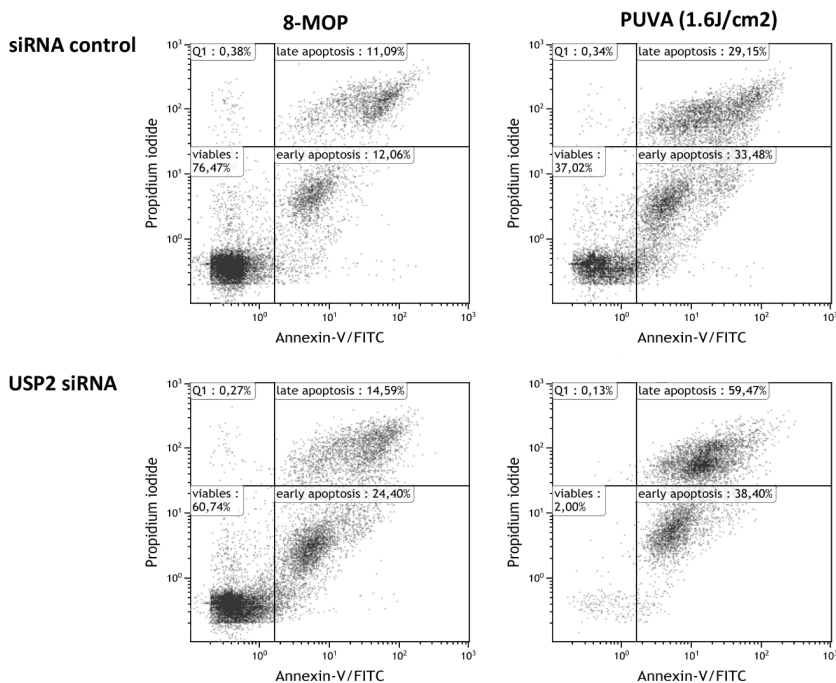 8-MOP
PUVA (1.6J/cm2)
siRNA control
Q1 : 0,38%
late apoptosis : 11,09%
viables :
76,47%
early apoptosis : 12,06%
Propidium iodide
10³
10²
10¹
10⁰
10⁰
10¹
10²
10³
Annexin-V/FITC
Q1 : 0,34%
late apoptosis : 29,15%
viables :
37,02%
early apoptosis : 33,48%
Propidium iodide
10³
10²
10¹
10⁰
10⁰
10¹
10²
10³
Annexin-V/FITC
USP2 siRNA
Q1 : 0,27%
late apoptosis : 14,59%
viables :
60,74%
early apoptosis : 24,40%
Propidium iodide
10³
10²
10¹
10⁰
10⁰
10¹
10²
10³
Annexin-V/FITC
Q1 : 0,13%
late apoptosis : 59,47%
viables :
2,00%
early apoptosis : 38,40%
Propidium iodide
10³
10²
10¹
10⁰
10⁰
10¹
10²
10³
Annexin-V/FITC